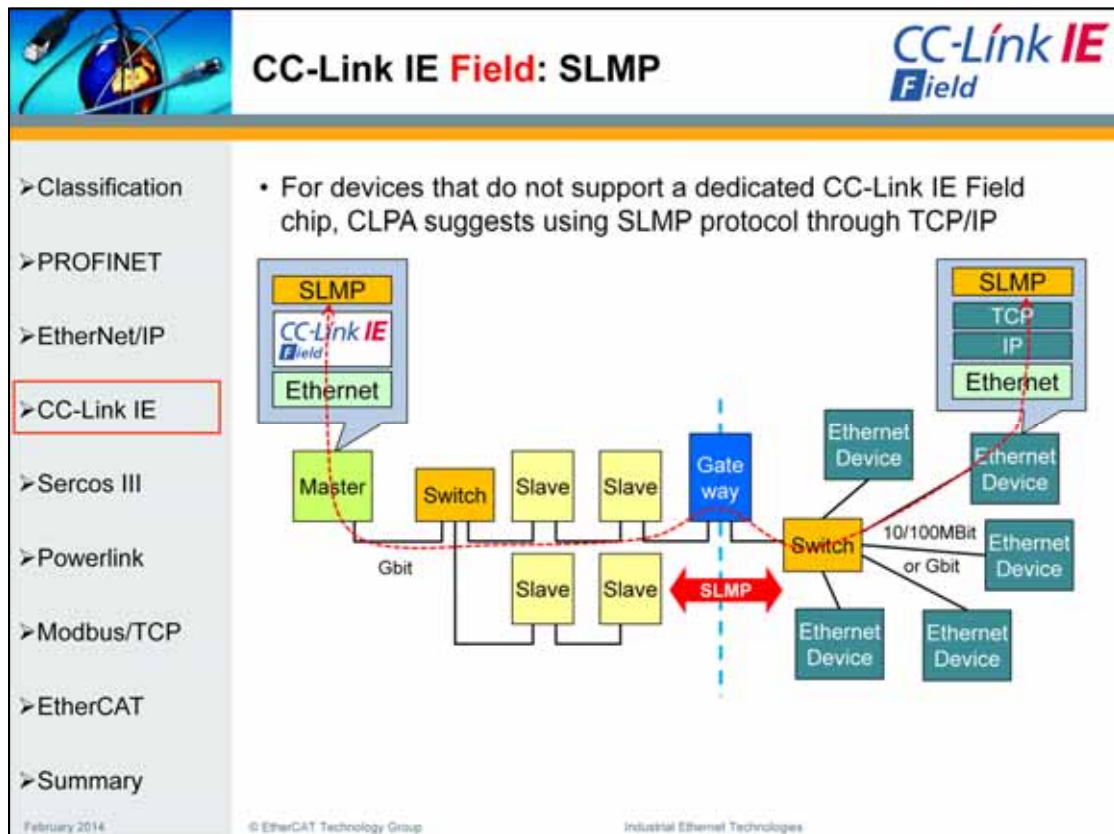 CC-Link IE Field: SLMP
CC-Link IE
Field
➢Classification
➢PROFINET
➢EtherNet/IP
➢CC-Link IE
➢Sercos III
➢Powerlink
➢Modbus/TCP
➢EtherCAT
➢Summary
• For devices that do not support a dedicated CC-Link IE Field
chip, CLPA suggests using SLMP protocol through TCP/IP
SLMP
CC-Link IE
Field
Ethernet
SLMP
TCP
IP
Ethernet
Master
Switch
Slave
Slave
Gate
way
Ethernet
Device
Ethernet
Device
Gbit
Slave
Slave
SLMP
Switch
10/100MBit
or Gbit
Ethernet
Device
Ethernet
Device
Ethernet
Device
February 2014
© EtherCAT Technology Group
Industrial Ethernet Technologies